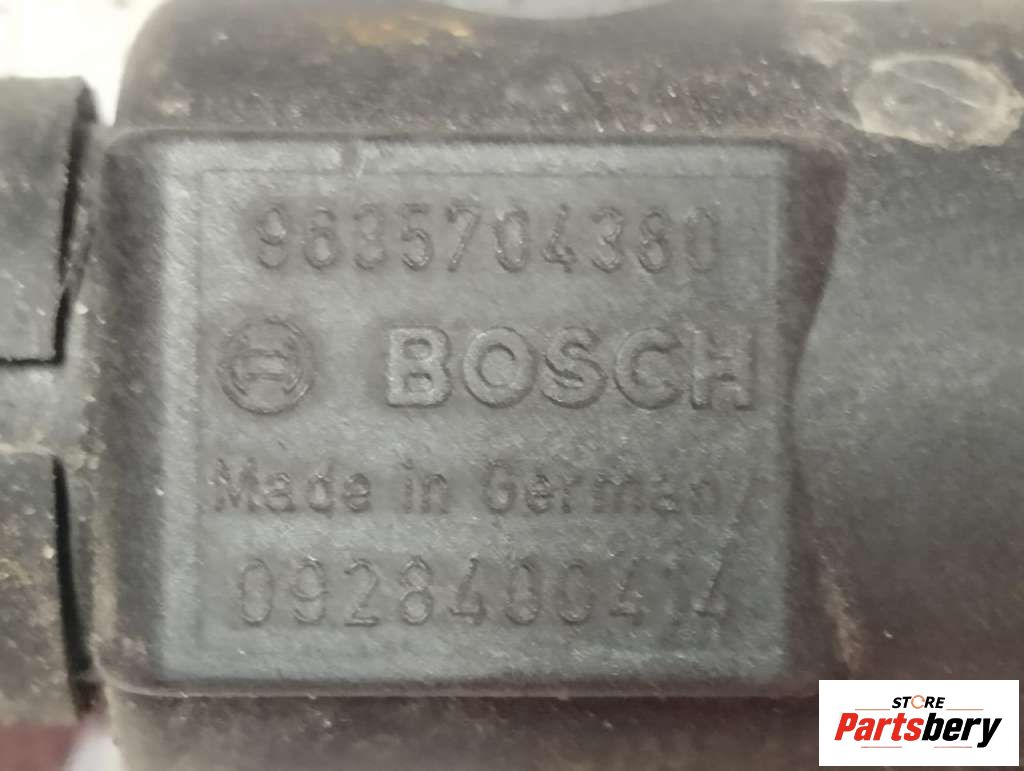 9635704380
BOSCH
Made in Germany
0928400414
STORE
Partsbery